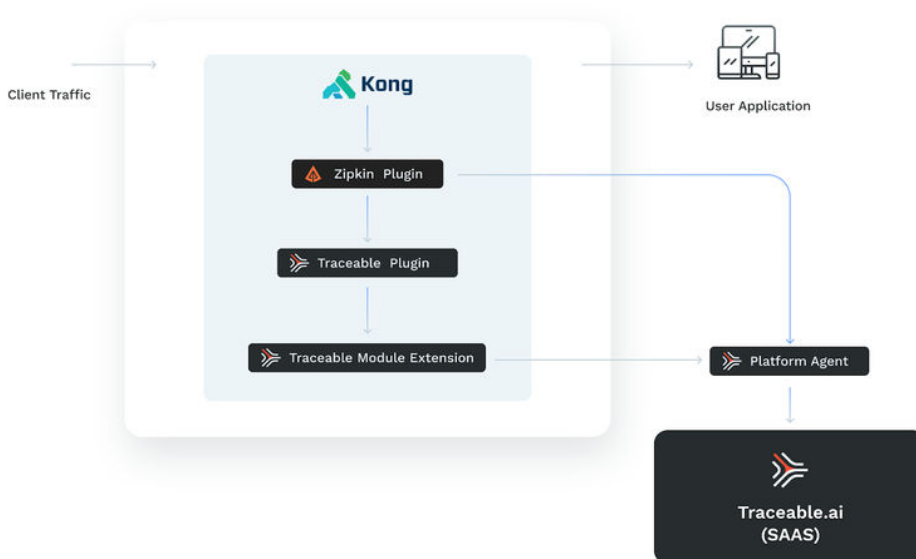 Kong
Client Traffic
User Application
Zipkin Plugin
Traceable Plugin
Traceable Module Extension
Platform Agent
Traceable.ai
(SAAS)